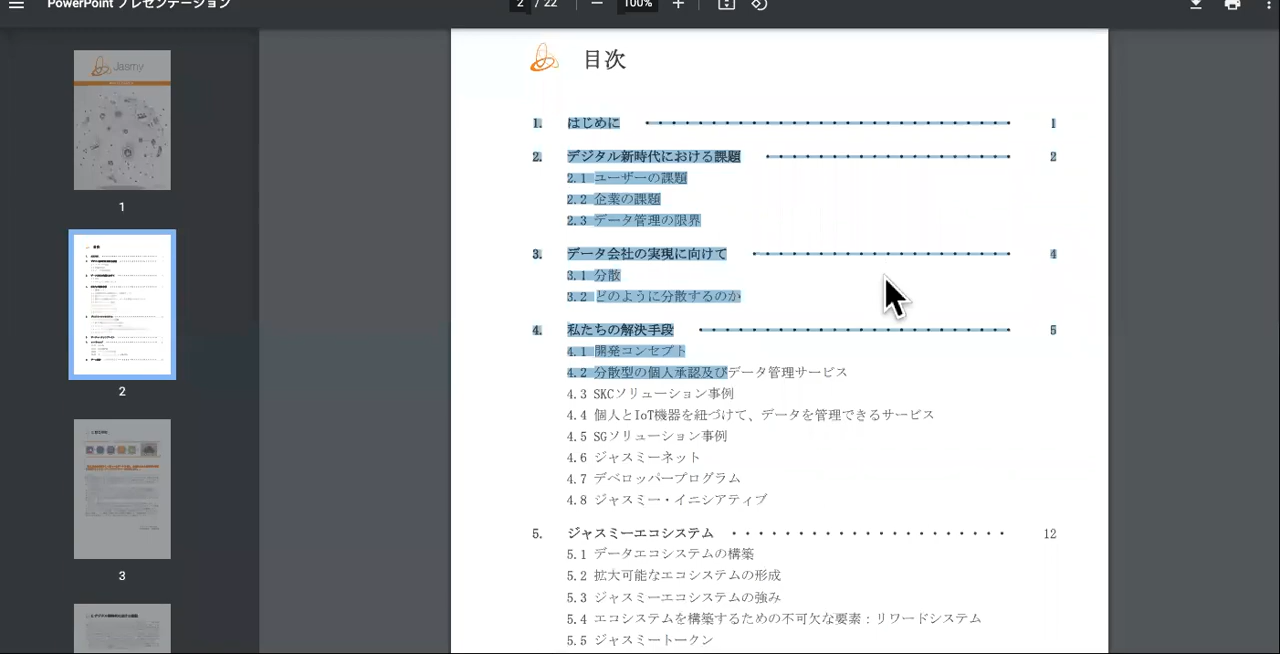 PowerPoint プレゼンテーション
2 / 22
100%
Jasmy
1
2
3
目次
1. はじめに 1
2. デジタル新時代における課題 2
2.1 ユーザーの課題
2.2 企業の課題
2.3 データ管理の限界
3. データ会社の実現に向けて 4
3.1 分散
3.2 どのように分散するのか
4. 私たちの解決手段 5
4.1 開発コンセプト
4.2 分散型の個人承認及びデータ管理サービス
4.3 SKCソリューション事例
4.4 個人とIoT機器を紐づけて、データを管理できるサービス
4.5 SGソリューション事例
4.6 ジャスミーネット
4.7 デベロッパープログラム
4.8 ジャスミー・イニシアティブ
5. ジャスミーエコシステム 12
5.1 データエコシステムの構築
5.2 拡大可能なエコシステムの形成
5.3 ジャスミーエコシステムの強み
5.4 エコシステムを構築するための不可欠な要素：リワードシステム
5.5 ジャスミートークン